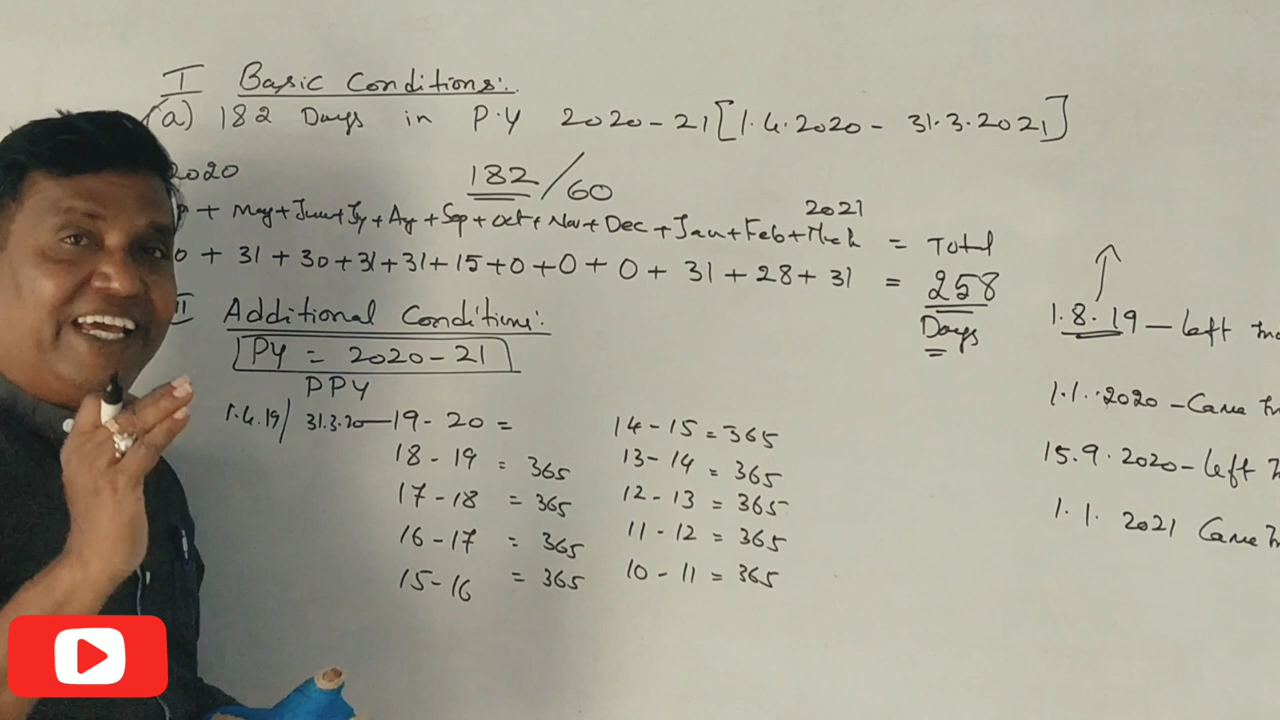 I Basic Conditions:
(a) 182 Days in P.Y 2020-21 [1.4.2020 - 31.3.2021]
2020
182/60
2021
p + May + June + Jy + Ag + Sep + Oct + Nov + Dec + Jan + Feb + Mch = Total
0 + 31 + 30 + 31 + 31 + 15 + 0 + 0 + 0 + 31 + 28 + 31 = 258
Days
II Additional Conditions:
PY = 2020-21
PPY
1.4.19/ 31.3.20 — 19-20 =
18-19 = 365
17-18 = 365
16-17 = 365
15-16 = 365
14-15 = 365
13-14 = 365
12-13 = 365
11-12 = 365
10-11 = 365
1.8.19 - left
1.1.2020 - Came
15.9.2020 - left
1.1.2021 Came